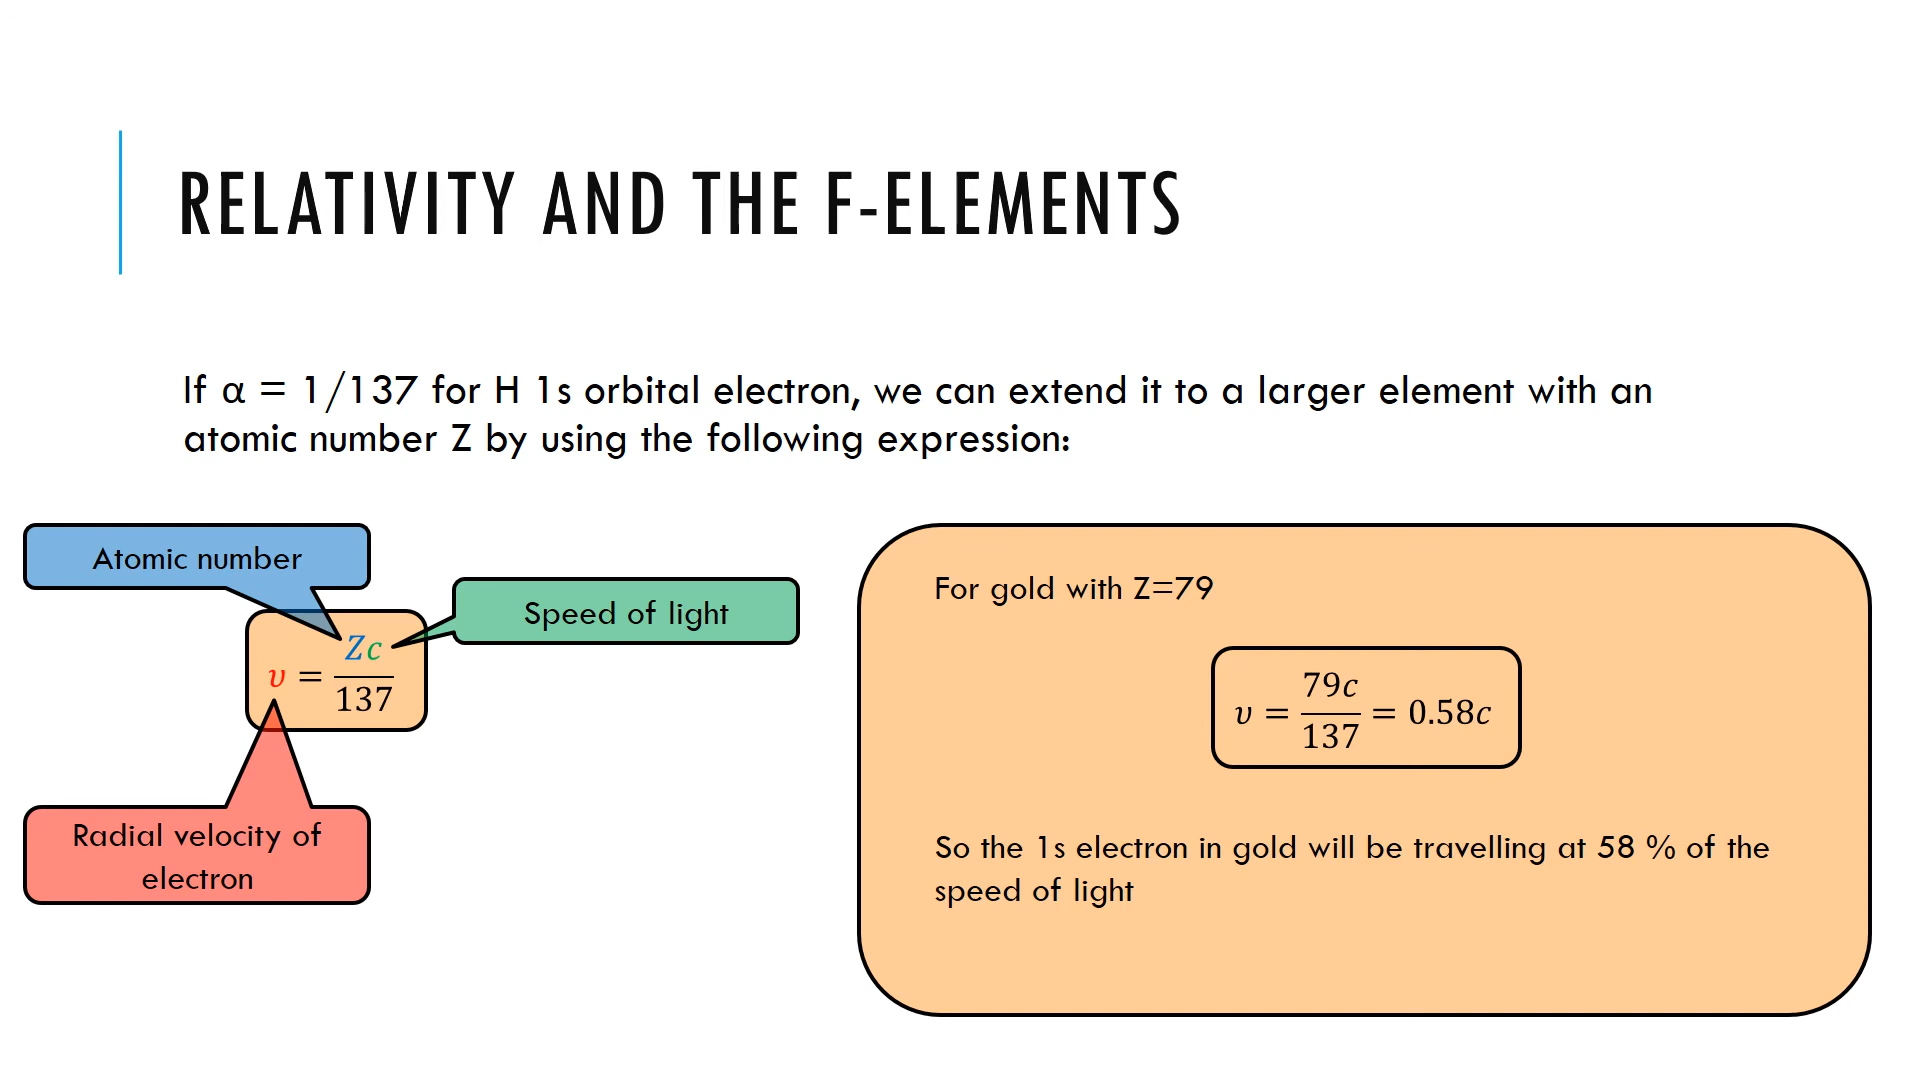 RELATIVITY AND THE F-ELEMENTS
If α = 1/137 for H 1s orbital electron, we can extend it to a larger element with an
atomic number Z by using the following expression:
Atomic number
Speed of light
υ = Zc/137
Radial velocity of
electron
For gold with Z=79
υ = 79c/137 = 0.58c
So the 1s electron in gold will be travelling at 58 % of the
speed of light